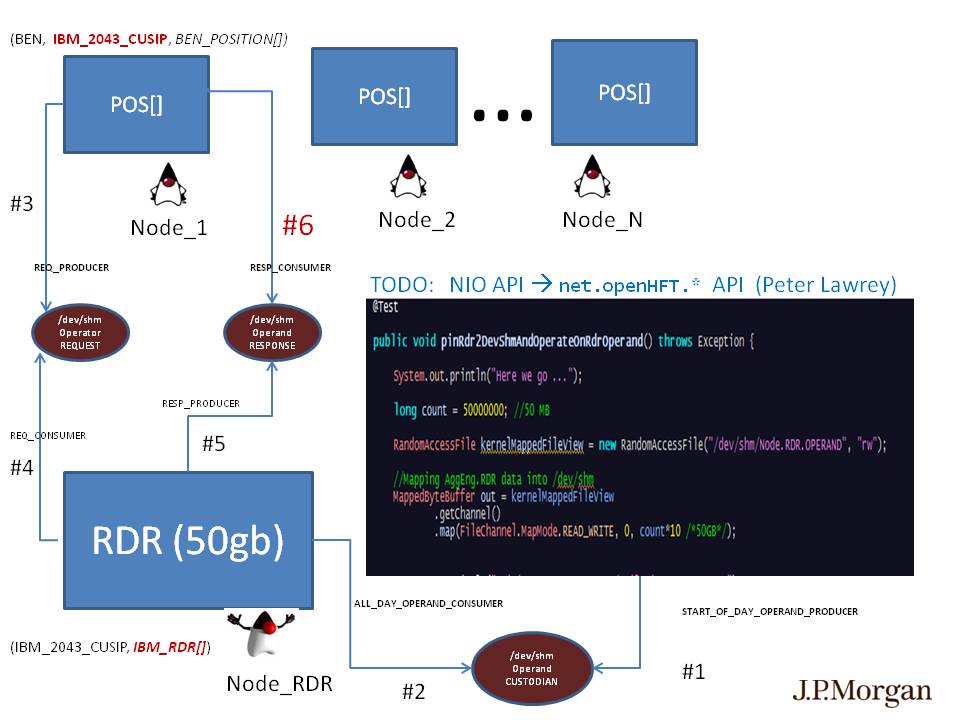 (BEN, IBM_2043_CUSIP, BEN_POSITION[])
POS[]
POS[]
...
POS[]
#3
Node_1
#6
Node_2
Node_N
REQ_PRODUCER
RESP_CONSUMER
TODO: NIO API → net.openHFT.* API (Peter Lawrey)
/dev/shm
Operator
REQUEST
/dev/shm
Operand
RESPONSE
@Test
public void pinRdr2DevShmAndOperateOnRdrOperand() throws Exception {
System.out.println("Here we go ...");
long count = 50000000; //50 MB
RandomAccessFile kernelMappedFileView = new RandomAccessFile("/dev/shm/Node.RDR.OPERAND", "rw");
//Mapping AggEng.RDR data into /dev/shm
MappedByteBuffer out = kernelMappedFileView
.getChannel()
.map(FileChannel.MapMode.READ_WRITE, 0, count*10 /*50GB*/);
RESP_PRODUCER
REQ_CONSUMER
#5
#4
RDR (50gb)
ALL_DAY_OPERAND_CONSUMER
START_OF_DAY_OPERAND_PRODUCER
(IBM_2043_CUSIP, IBM_RDR[])
Node_RDR
#2
/dev/shm
Operand
CUSTODIAN
#1
J.P.Morgan